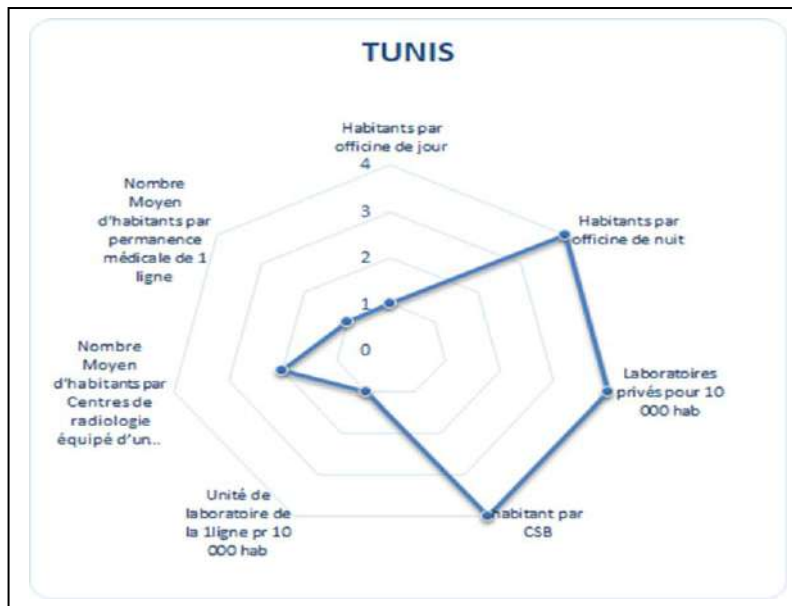 TUNIS
Habitants par
officine de jour
4
3
2
1
0
Habitants par
officine de nuit
Laboratoires
privés pour 10
000 hab
habitant par
CSB
Unité de
laboratoire de
la 1ligne pr 10
000 hab
Nombre
Moyen
d'habitants par
Centres de
radiologie
équipé d'un...
Nombre
Moyen
d'habitants par
permanence
médicale de 1
ligne